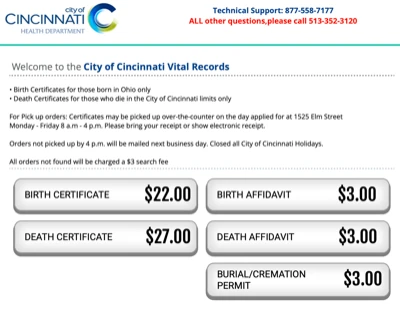 city of
CINCINNATI
HEALTH DEPARTMENT
Technical Support: 877-558-7177
ALL other questions,please call 513-352-3120
Welcome to the City of Cincinnati Vital Records
• Birth Certificates for those born in Ohio only
• Death Certificates for those who die in the City of Cincinnati limits only
For Pick up orders: Certificates may be picked up over-the-counter on the day applied for at 1525 Elm Street
Monday - Friday 8 a.m - 4 p.m. Please bring your receipt or show electronic receipt.
Orders not picked up by 4 p.m. will be mailed next business day. Closed all City of Cincinnati Holidays.
All orders not found will be charged a $3 search fee
BIRTH CERTIFICATE $22.00
BIRTH AFFIDAVIT $3.00
DEATH CERTIFICATE $27.00
DEATH AFFIDAVIT $3.00
BURIAL/CREMATION
PERMIT $3.00